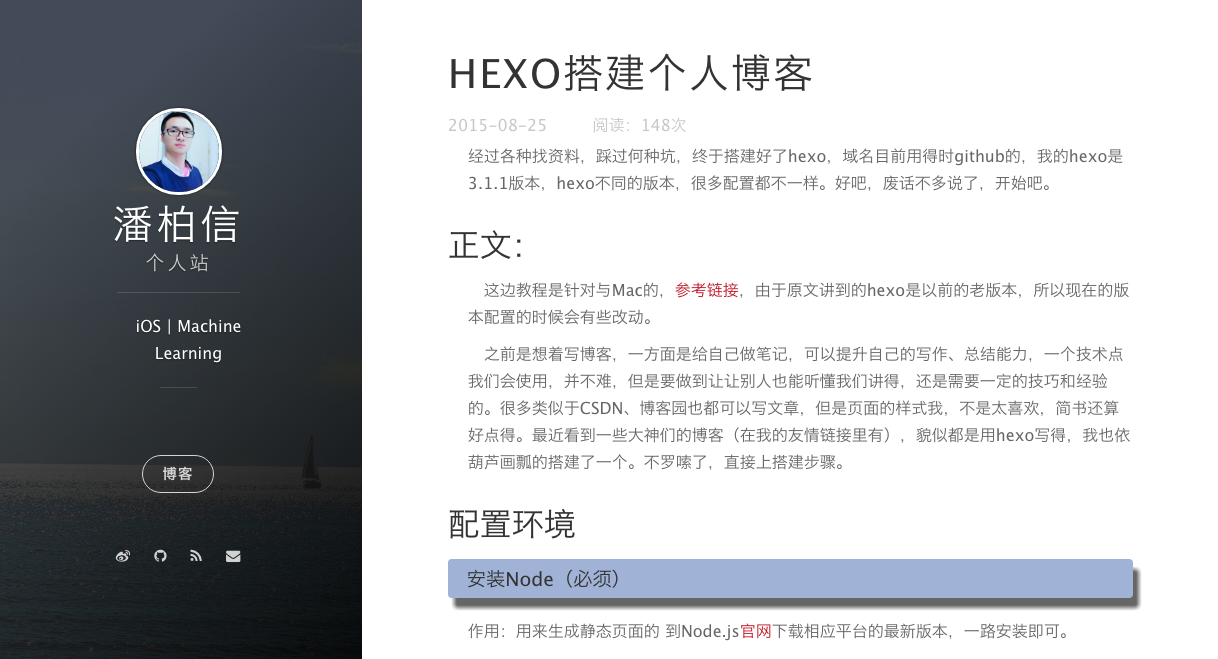 潘柏信
个人站
iOS | Machine
Learning
博客
HEXO搭建个人博客
2015-08-25 阅读：148次
经过各种找资料，踩过何种坑，终于搭建好了hexo，域名目前用得时github的，我的hexo是
3.1.1版本，hexo不同的版本，很多配置都不一样。好吧，废话不多说了，开始吧。
正文：
这边教程是针对与Mac的，参考链接，由于原文讲到的hexo是以前的老版本，所以现在的版
本配置的时候会有些改动。
之前是想着写博客，一方面是给自己做笔记，可以提升自己的写作、总结能力，一个技术点
我们会使用，并不难，但是要做到让让别人也能听懂我们讲得，还是需要一定的技巧和经验
的。很多类似于CSDN、博客园也都可以写文章，但是页面的样式我，不是太喜欢，简书还算
好点得。最近看到一些大神们的博客（在我的友情链接里有），貌似都是用hexo写得，我也依
葫芦画瓢的搭建了一个。不罗嗦了，直接上搭建步骤。
配置环境
安装Node（必须）
作用：用来生成静态页面的 到Node.js官网下载相应平台的最新版本，一路安装即可。